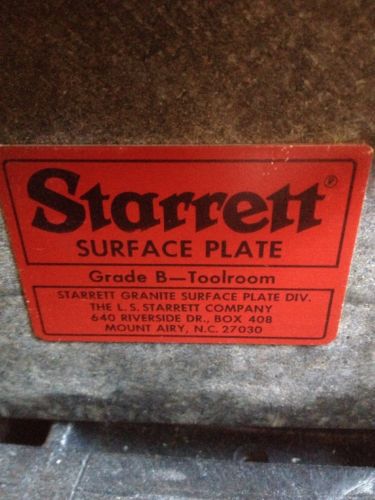 Starrett®
SURFACE PLATE
Grade B—Toolroom
STARRETT GRANITE SURFACE PLATE DIV.
THE L. S. STARRETT COMPANY
640 RIVERSIDE DR., BOX 408
MOUNT AIRY, N.C. 27030